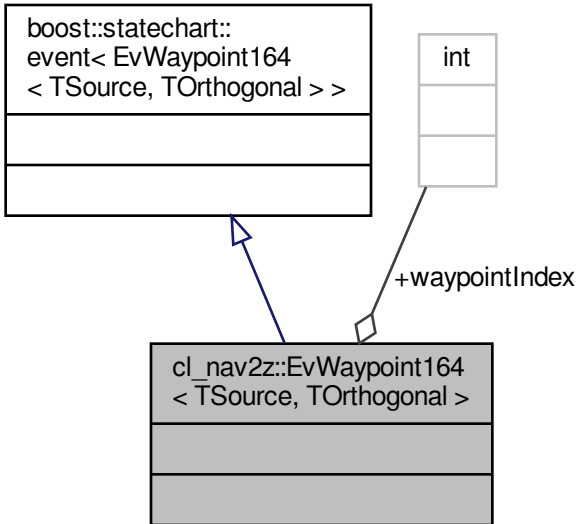 boost::statechart::
event< EvWaypoint164
< TSource, TOrthogonal > >
int
+waypointIndex
cl_nav2z::EvWaypoint164
< TSource, TOrthogonal >